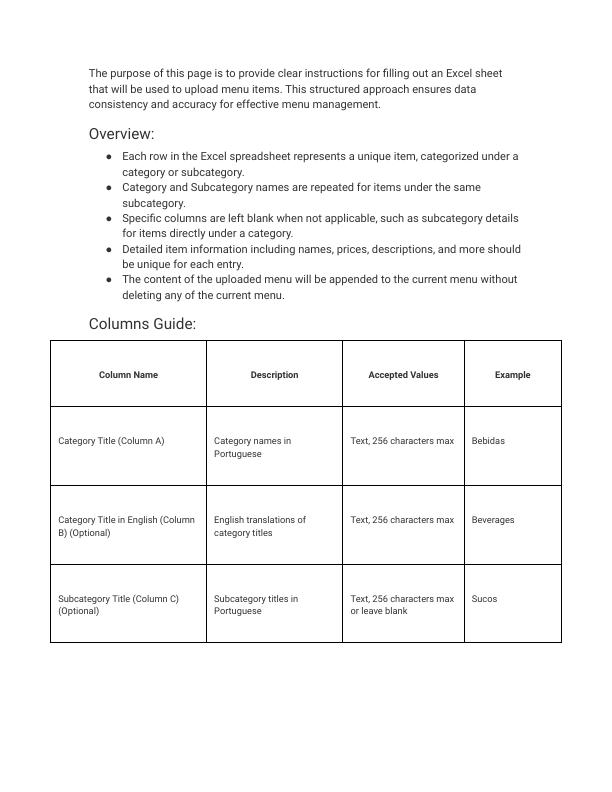 The purpose of this page is to provide clear instructions for filling out an Excel sheet
that will be used to upload menu items. This structured approach ensures data
consistency and accuracy for effective menu management.
Overview:
● Each row in the Excel spreadsheet represents a unique item, categorized under a
category or subcategory.
● Category and Subcategory names are repeated for items under the same
subcategory.
● Specific columns are left blank when not applicable, such as subcategory details
for items directly under a category.
● Detailed item information including names, prices, descriptions, and more should
be unique for each entry.
● The content of the uploaded menu will be appended to the current menu without
deleting any of the current menu.
Columns Guide:
Column Name Description Accepted Values Example
Category Title (Column A) Category names in Text, 256 characters max Bebidas
Portuguese
Category Title in English (Column English translations of Text, 256 characters max Beverages
B) (Optional) category titles
Subcategory Title (Column C) Subcategory titles in Text, 256 characters max Sucos
(Optional) Portuguese or leave blank